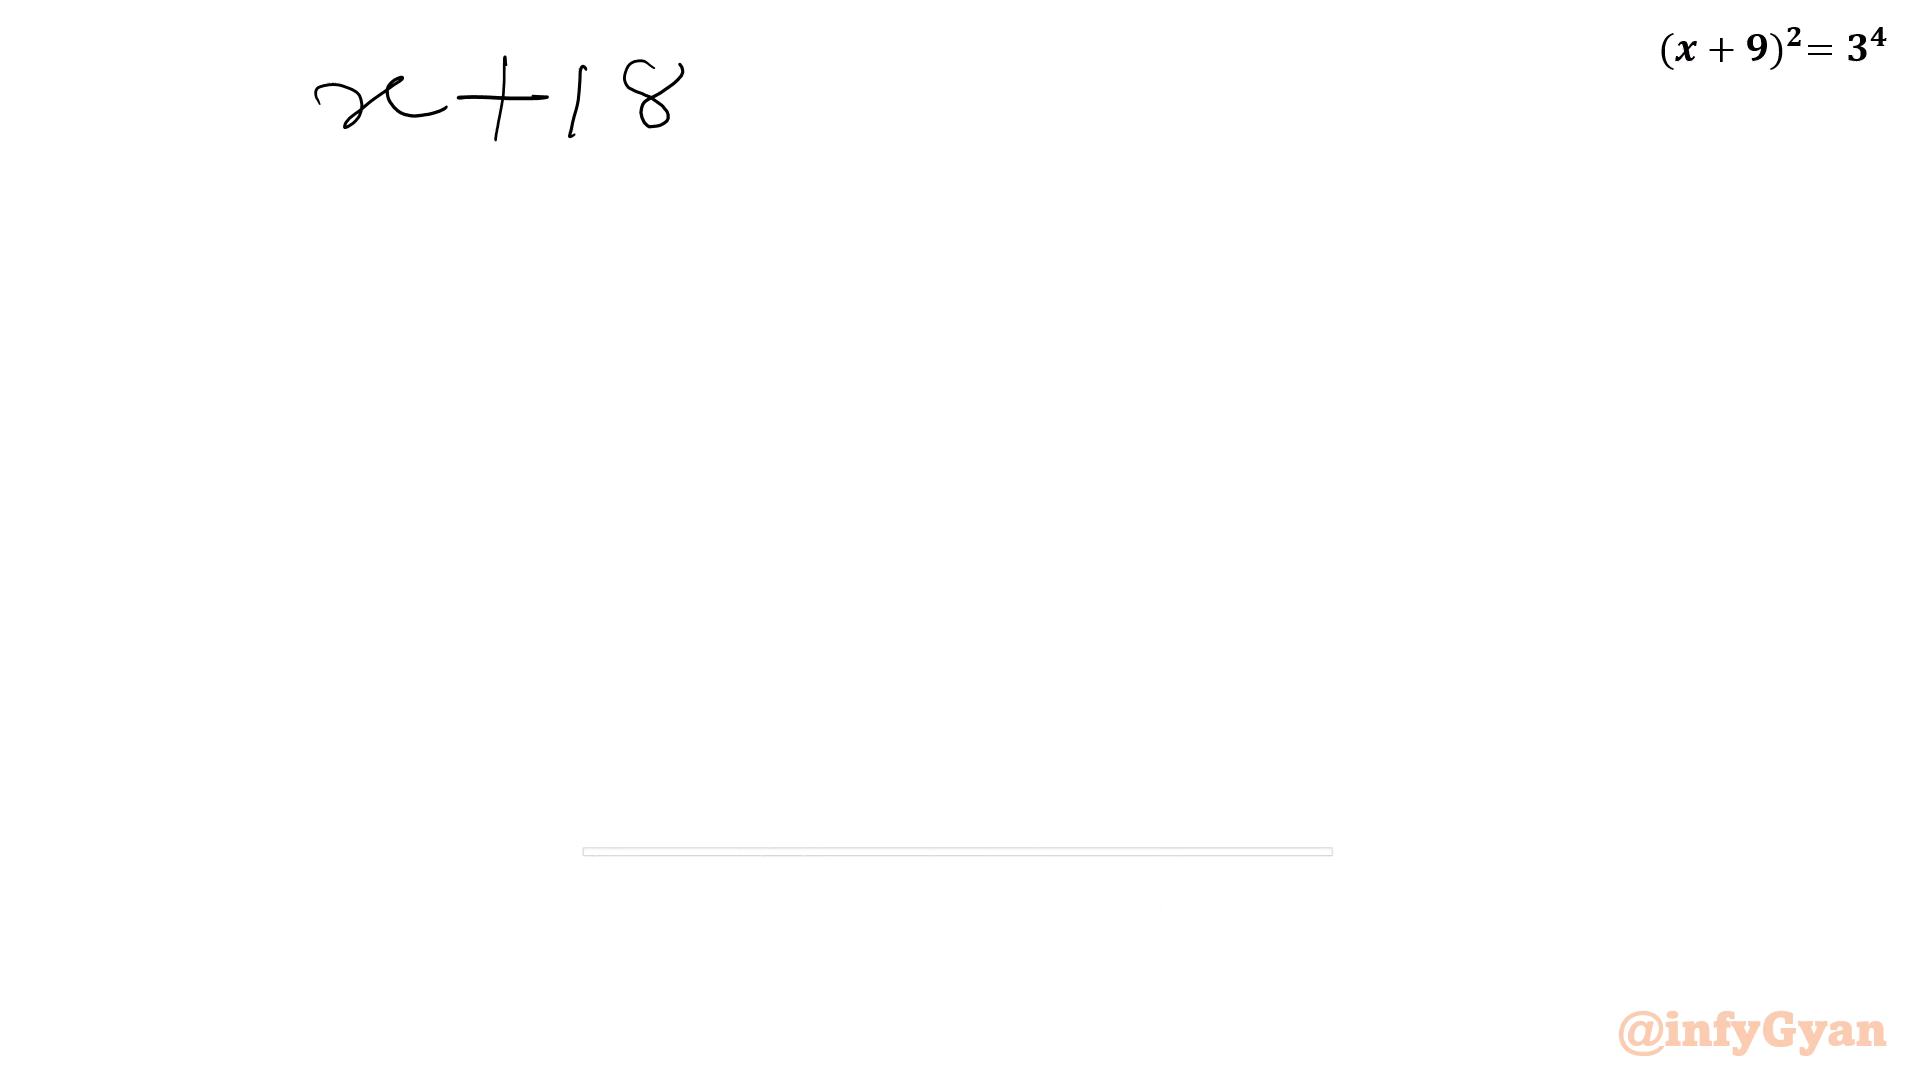 x+18
(x + 9)²= 3⁴
@infyGyan